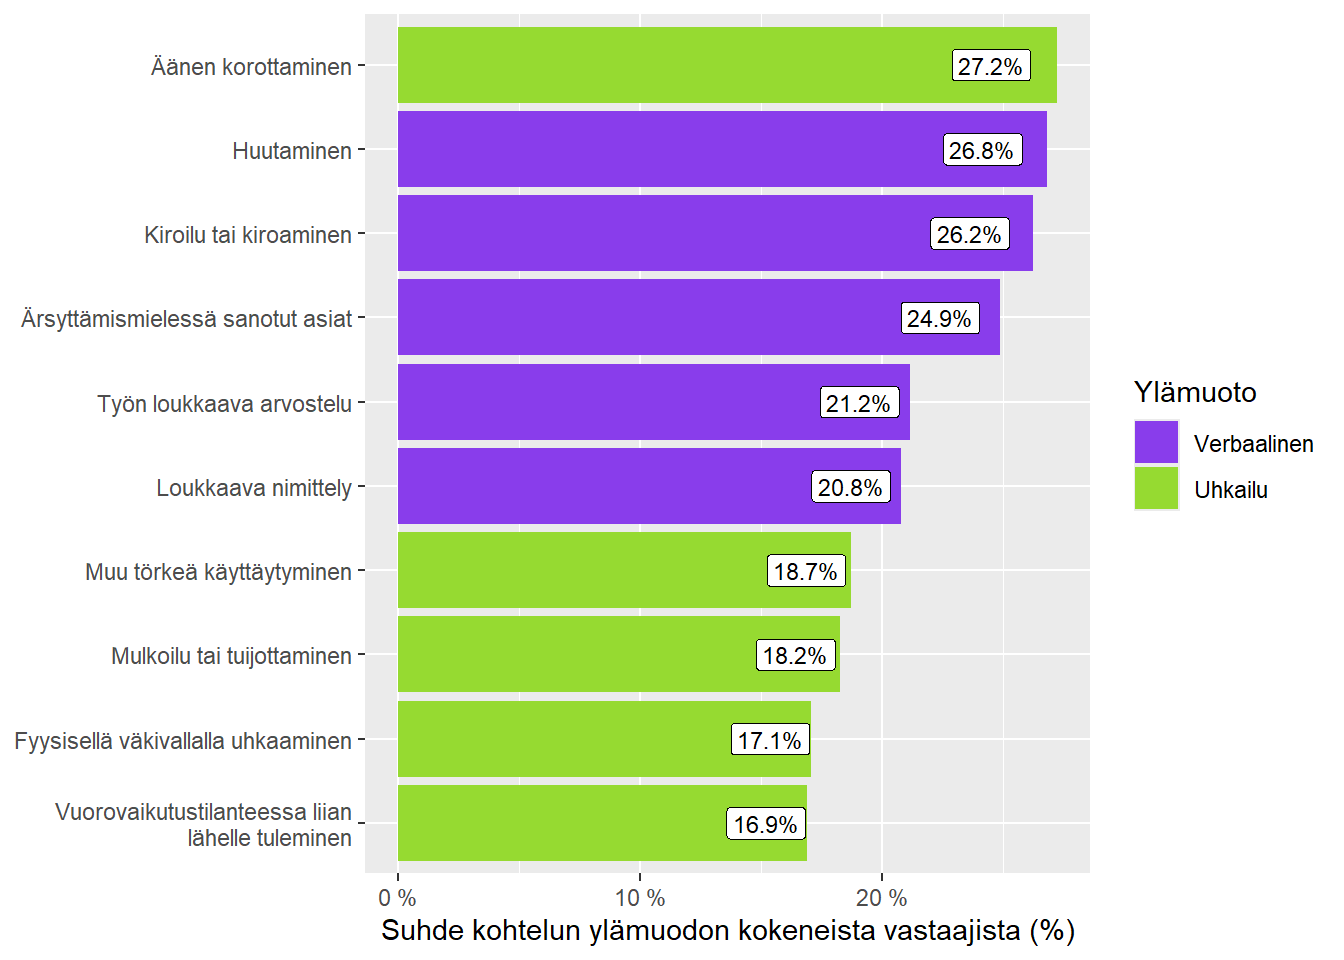 Äänen korottaminen
27.2%
Huutaminen
26.8%
Kiroilu tai kiroaminen
26.2%
Ärsyttämismielessä sanotut asiat
24.9%
Työn loukkaava arvostelu
21.2%
Loukkaava nimittely
20.8%
Muu törkeä käyttäytyminen
18.7%
Mulkoilu tai tuijottaminen
18.2%
Fyysisellä väkivallalla uhkaaminen
17.1%
Vuorovaikutustilanteessa liian
lähelle tuleminen
16.9%
0 %
10 %
20 %
Suhde kohtelun ylämuodon kokeneista vastaajista (%)
Ylämuoto
Verbaalinen
Uhkailu